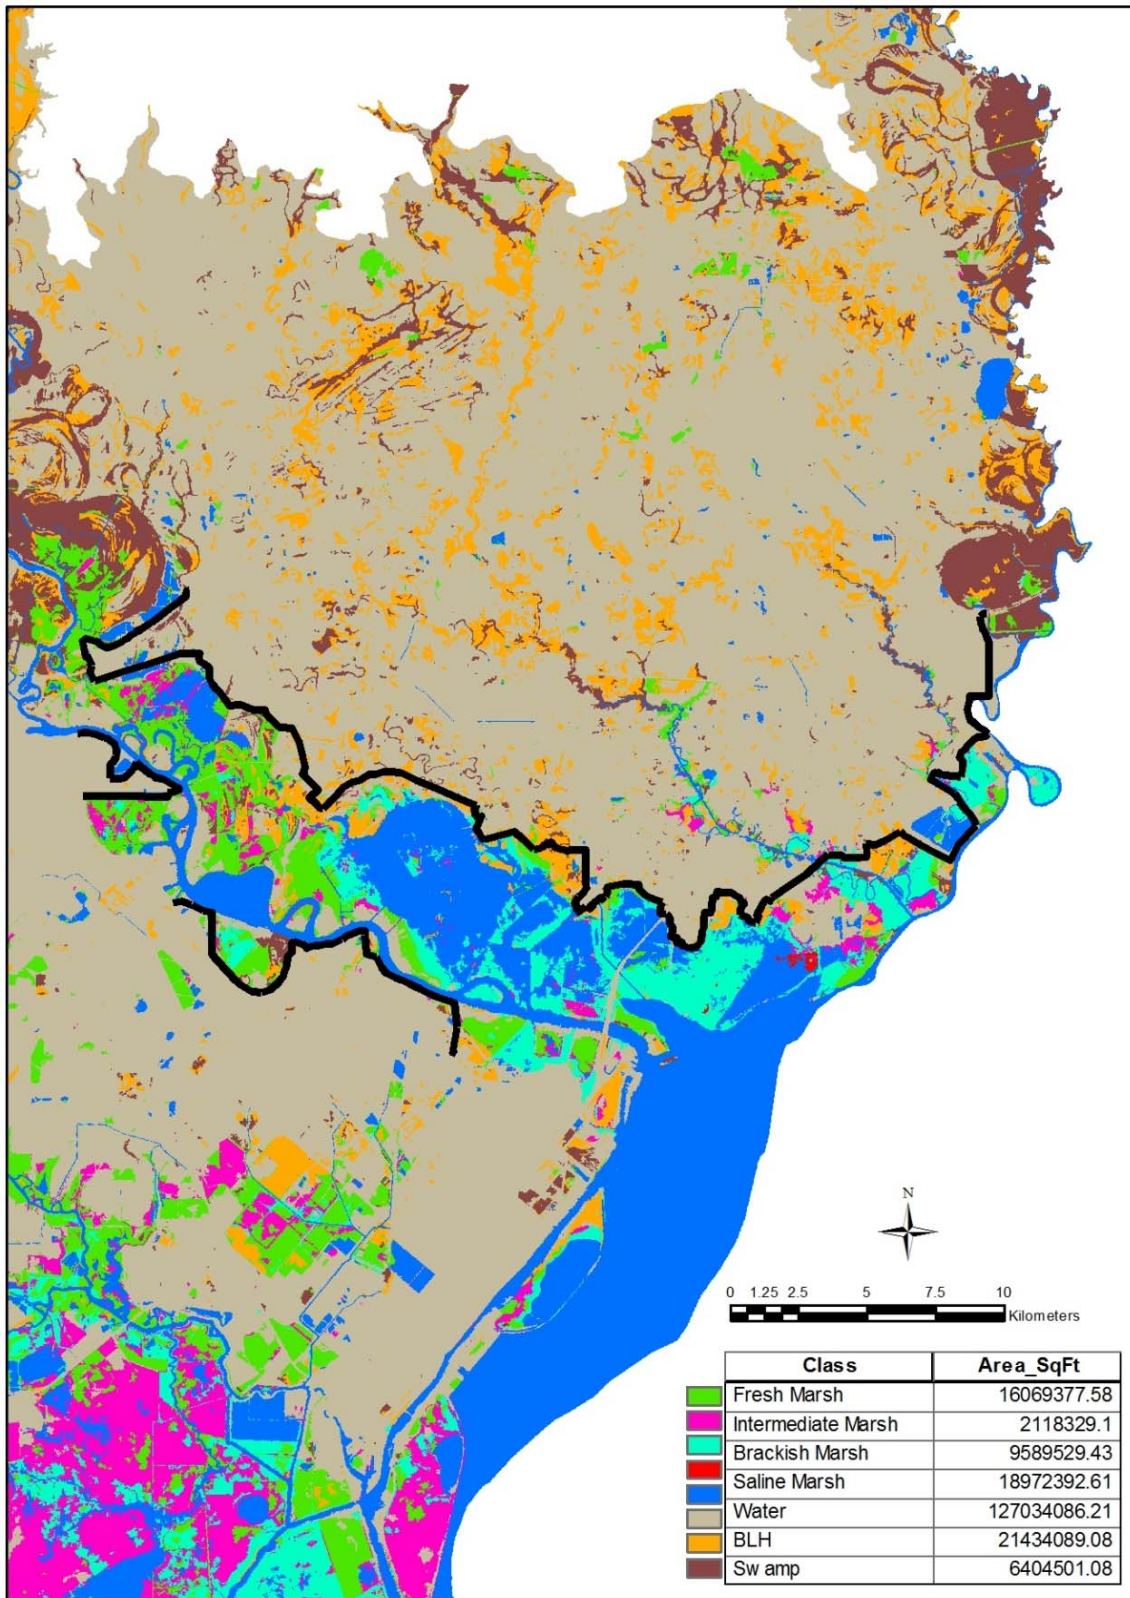 N
0 1.25 2.5 5 7.5 10
Kilometers
Class Area_SqFt
Fresh Marsh 16069377.58
Intermediate Marsh 2118329.1
Brackish Marsh 9589529.43
Saline Marsh 18972392.61
Water 127034086.21
BLH 21434089.08
Sw amp 6404501.08